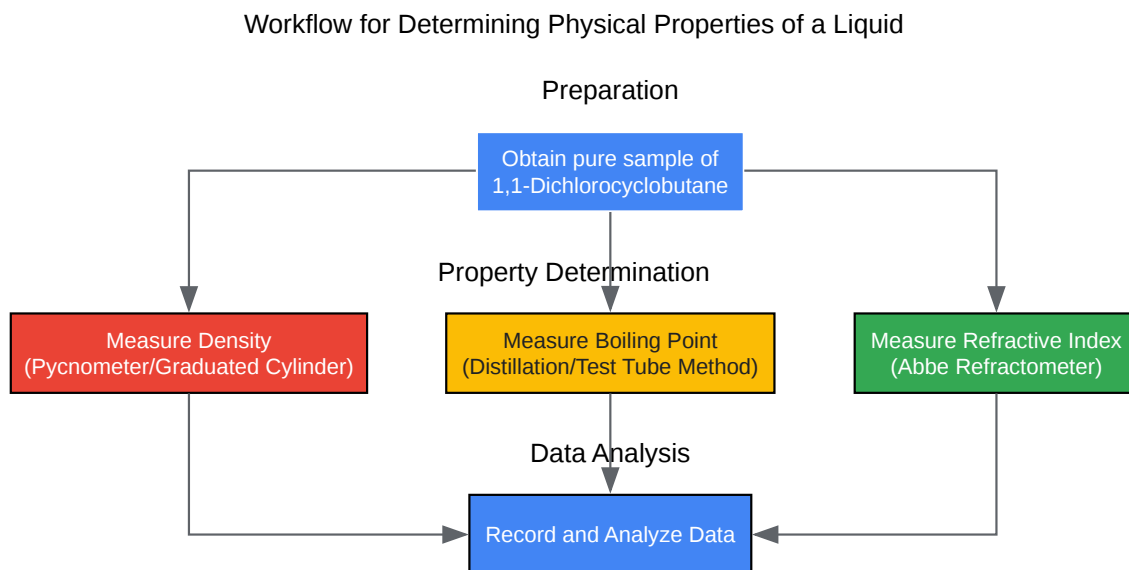 Workflow for Determining Physical Properties of a Liquid
Preparation
Obtain pure sample of
1,1-Dichlorocyclobutane
Property Determination
Measure Density
(Pycnometer/Graduated Cylinder)
Measure Boiling Point
(Distillation/Test Tube Method)
Measure Refractive Index
(Abbe Refractometer)
Data Analysis
Record and Analyze Data